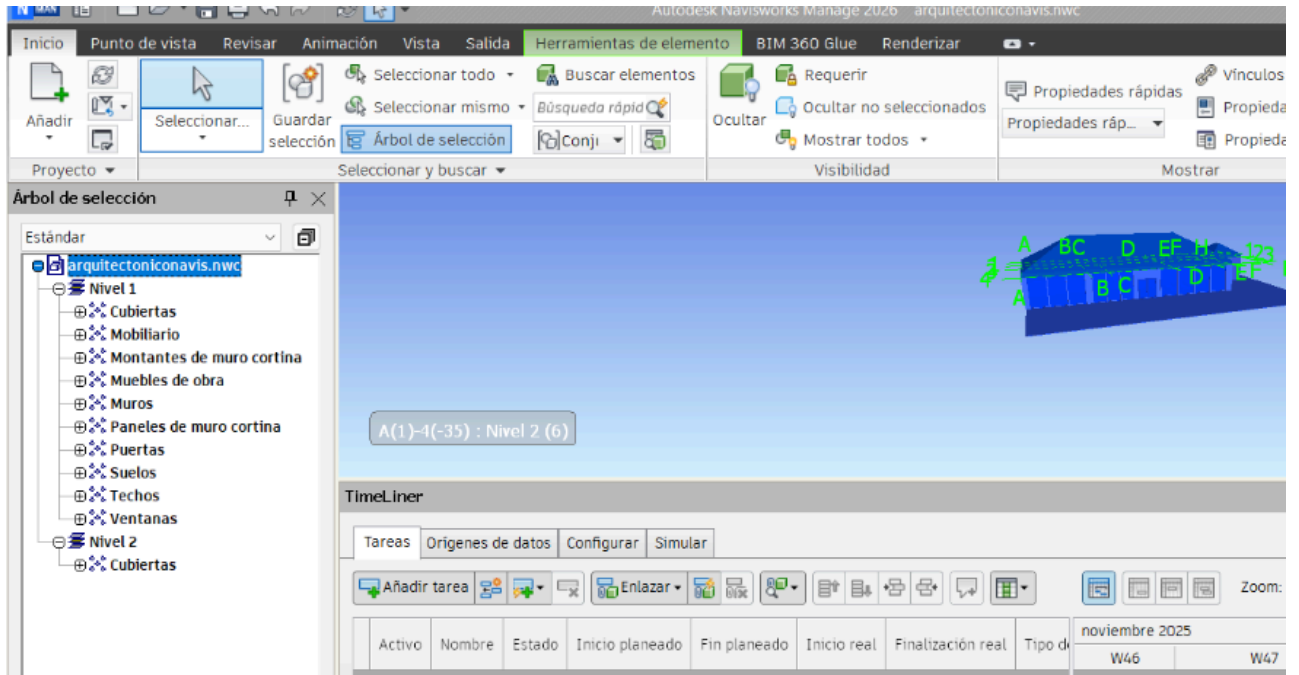 Autodesk Navisworks Manage 2026 arquitectoniconavis.nwc
Inicio Punto de vista Revisar Animación Vista Salida Herramientas de elemento BIM 360 Glue Renderizar
Añadir
Seleccionar...
Guardar selección
Seleccionar todo
Seleccionar mismo
Árbol de selección
Buscar elementos
Búsqueda rápid
Conju
Ocultar
Requerir
Ocultar no seleccionados
Mostrar todos
Propiedades rápidas
Propiedades ráp...
Vínculos
Propieda
Propieda
Proyecto
Seleccionar y buscar
Visibilidad
Mostrar
Árbol de selección
Estándar
arquitectoniconavis.nwc
Nivel 1
Cubiertas
Mobiliario
Montantes de muro cortina
Muebles de obra
Muros
Paneles de muro cortina
Puertas
Suelos
Techos
Ventanas
Nivel 2
Cubiertas
A BC D EF H 123
A B C D E F
A(1)-4(-35) : Nivel 2 (6)
TimeLiner
Tareas Orígenes de datos Configurar Simular
Añadir tarea Enlazar Zoom:
Activo Nombre Estado Inicio planeado Fin planeado Inicio real Finalización real Tipo de
noviembre 2025
W46 W47